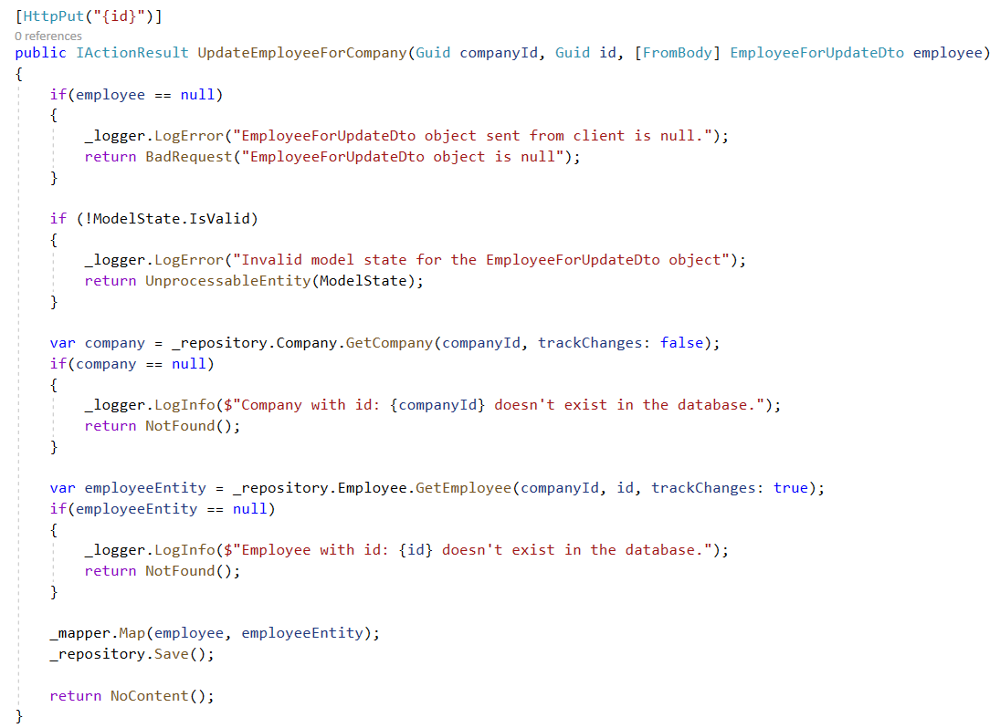 [HttpPut("{id}")]
0 references
public IActionResult UpdateEmployeeForCompany(Guid companyId, Guid id, [FromBody] EmployeeForUpdateDto employee)
{
    if(employee == null)
    {
        _logger.LogError("EmployeeForUpdateDto object sent from client is null.");
        return BadRequest("EmployeeForUpdateDto object is null");
    }

    if (!ModelState.IsValid)
    {
        _logger.LogError("Invalid model state for the EmployeeForUpdateDto object");
        return UnprocessableEntity(ModelState);
    }

    var company = _repository.Company.GetCompany(companyId, trackChanges: false);
    if(company == null)
    {
        _logger.LogInfo($"Company with id: {companyId} doesn't exist in the database.");
        return NotFound();
    }

    var employeeEntity = _repository.Employee.GetEmployee(companyId, id, trackChanges: true);
    if(employeeEntity == null)
    {
        _logger.LogInfo($"Employee with id: {id} doesn't exist in the database.");
        return NotFound();
    }

    _mapper.Map(employee, employeeEntity);
    _repository.Save();

    return NoContent();
}